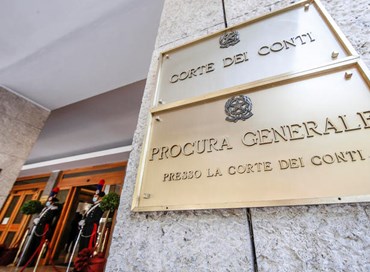 CORTE DEI CONTI
PROCURA GENERALE
PRESSO LA CORTE DEI CONTI